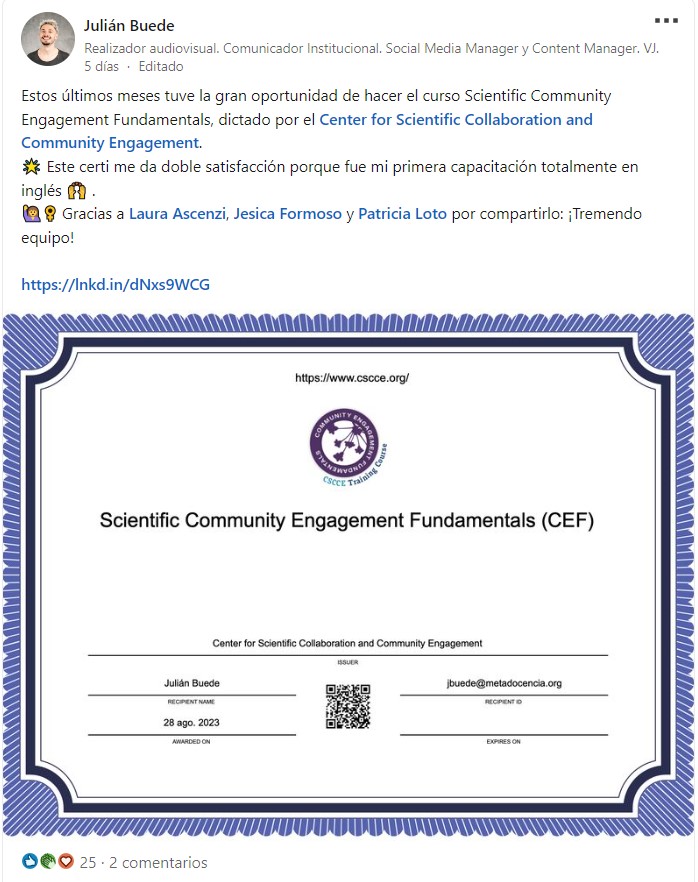 Julián Buede
Realizador audiovisual. Comunicador Institucional. Social Media Manager y Content Manager. VJ.
5 días · Editado
Estos últimos meses tuve la gran oportunidad de hacer el curso Scientific Community
Engagement Fundamentals, dictado por el Center for Scientific Collaboration and
Community Engagement.
🌟 Este certi me da doble satisfacción porque fue mi primera capacitación totalmente en
inglés 🙌 .
🙋🏻‍♀️ Gracias a Laura Ascenzi, Jesica Formoso y Patricia Loto por compartirlo: ¡Tremendo
equipo!
https://lnkd.in/dNxs9WCG
https://www.cscce.org/
COMMUNITY ENGAGEMENT FUNDAMENTALS
CSCCE Training Course
Scientific Community Engagement Fundamentals (CEF)
Center for Scientific Collaboration and Community Engagement
ISSUER
Julián Buede
RECIPIENT NAME
jbuede@metadocencia.org
RECIPIENT ID
28 ago. 2023
AWARDED ON
EXPIRES ON
25 · 2 comentarios